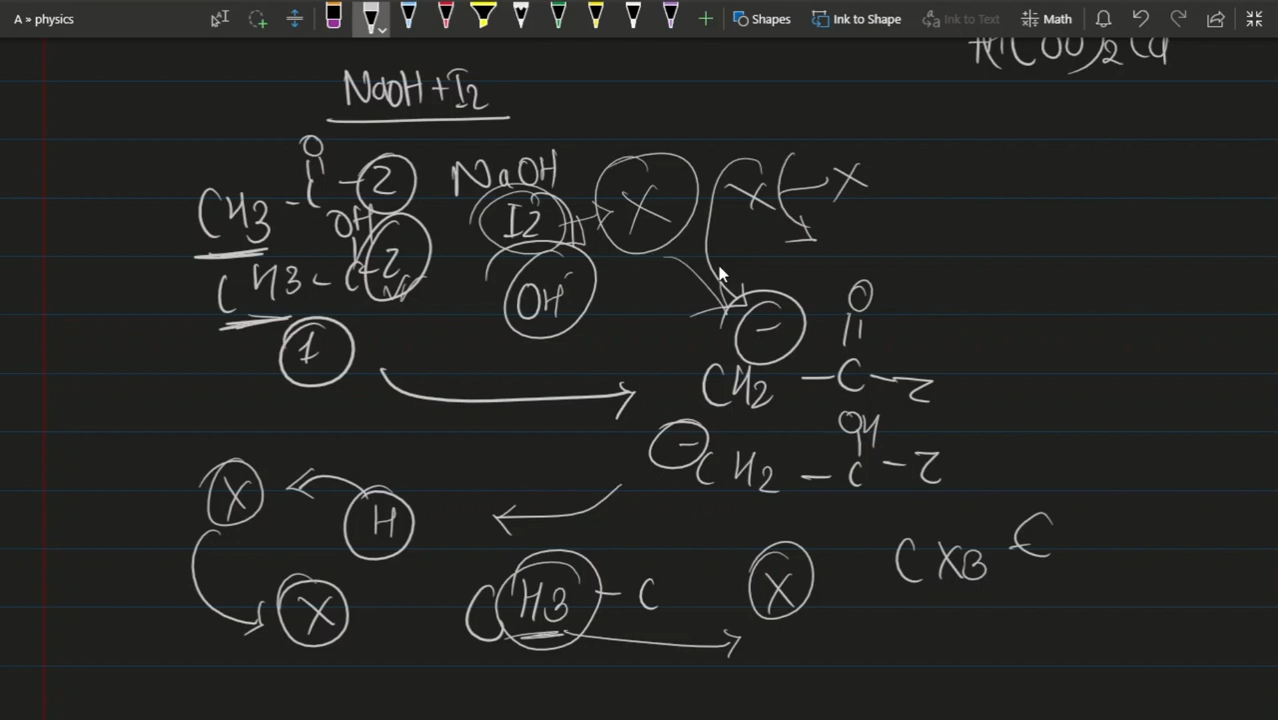 A » physics
Shapes
Ink to Shape
Ink to Text
Math
NaOH + I2
O
CH3 - C - Z
OH
CH3 - C - Z
1
NaOH
I2
OH-
X
X
X
-
O
CH2 - C - Z
OH
- CH2 - C - Z
X
H
X
CH3 - C
X
CX3 - C